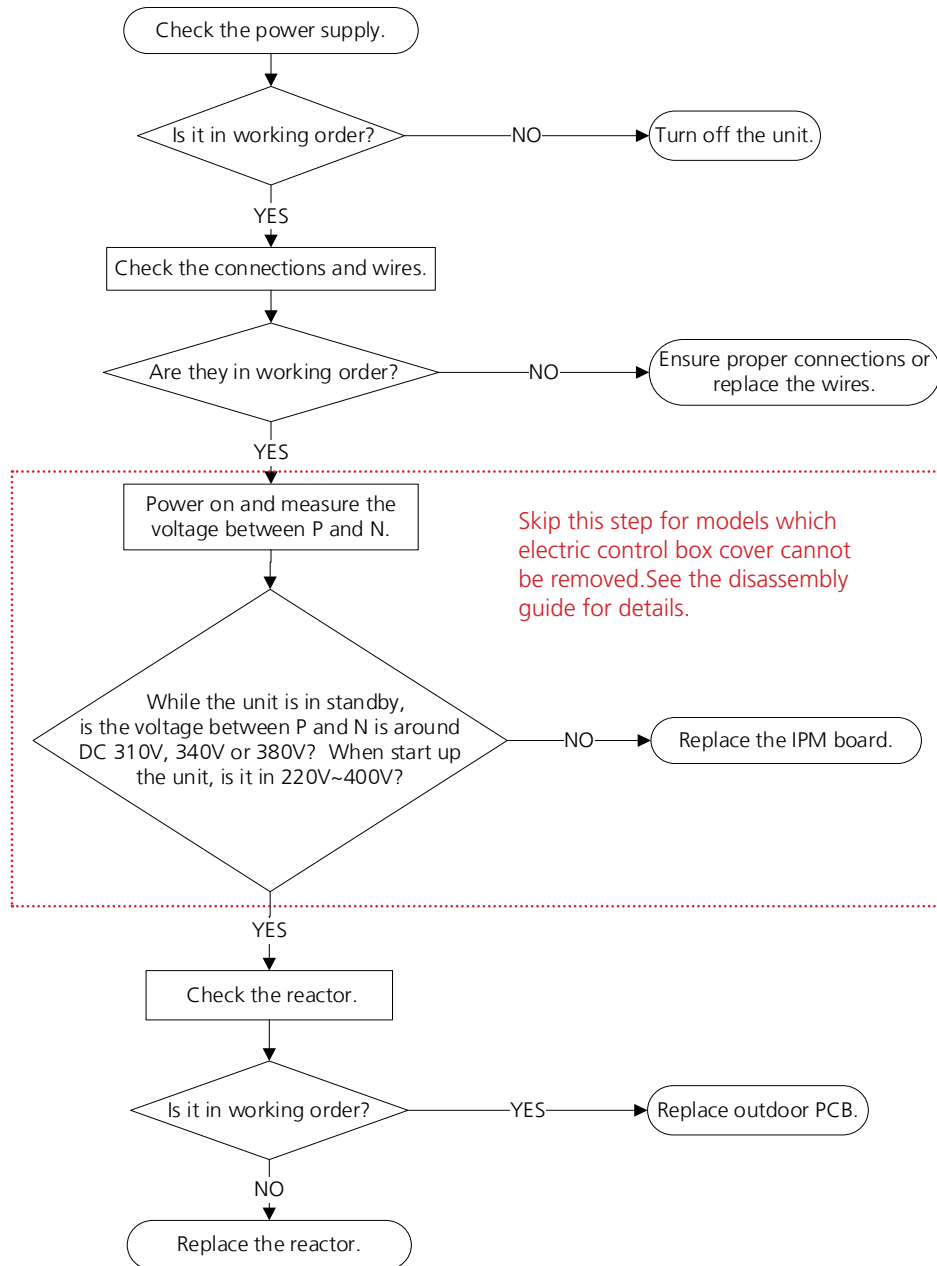 Check the power supply.
Is it in working order?
NO
Turn off the unit.
YES
Check the connections and wires.
Are they in working order?
NO
Ensure proper connections or
replace the wires.
YES
Power on and measure the
voltage between P and N.
Skip this step for models which
electric control box cover cannot
be removed.See the disassembly
guide for details.
While the unit is in standby,
is the voltage between P and N is around
DC 310V, 340V or 380V? When start up
the unit, is it in 220V~400V?
NO
Replace the IPM board.
YES
Check the reactor.
Is it in working order?
YES
Replace outdoor PCB.
NO
Replace the reactor.